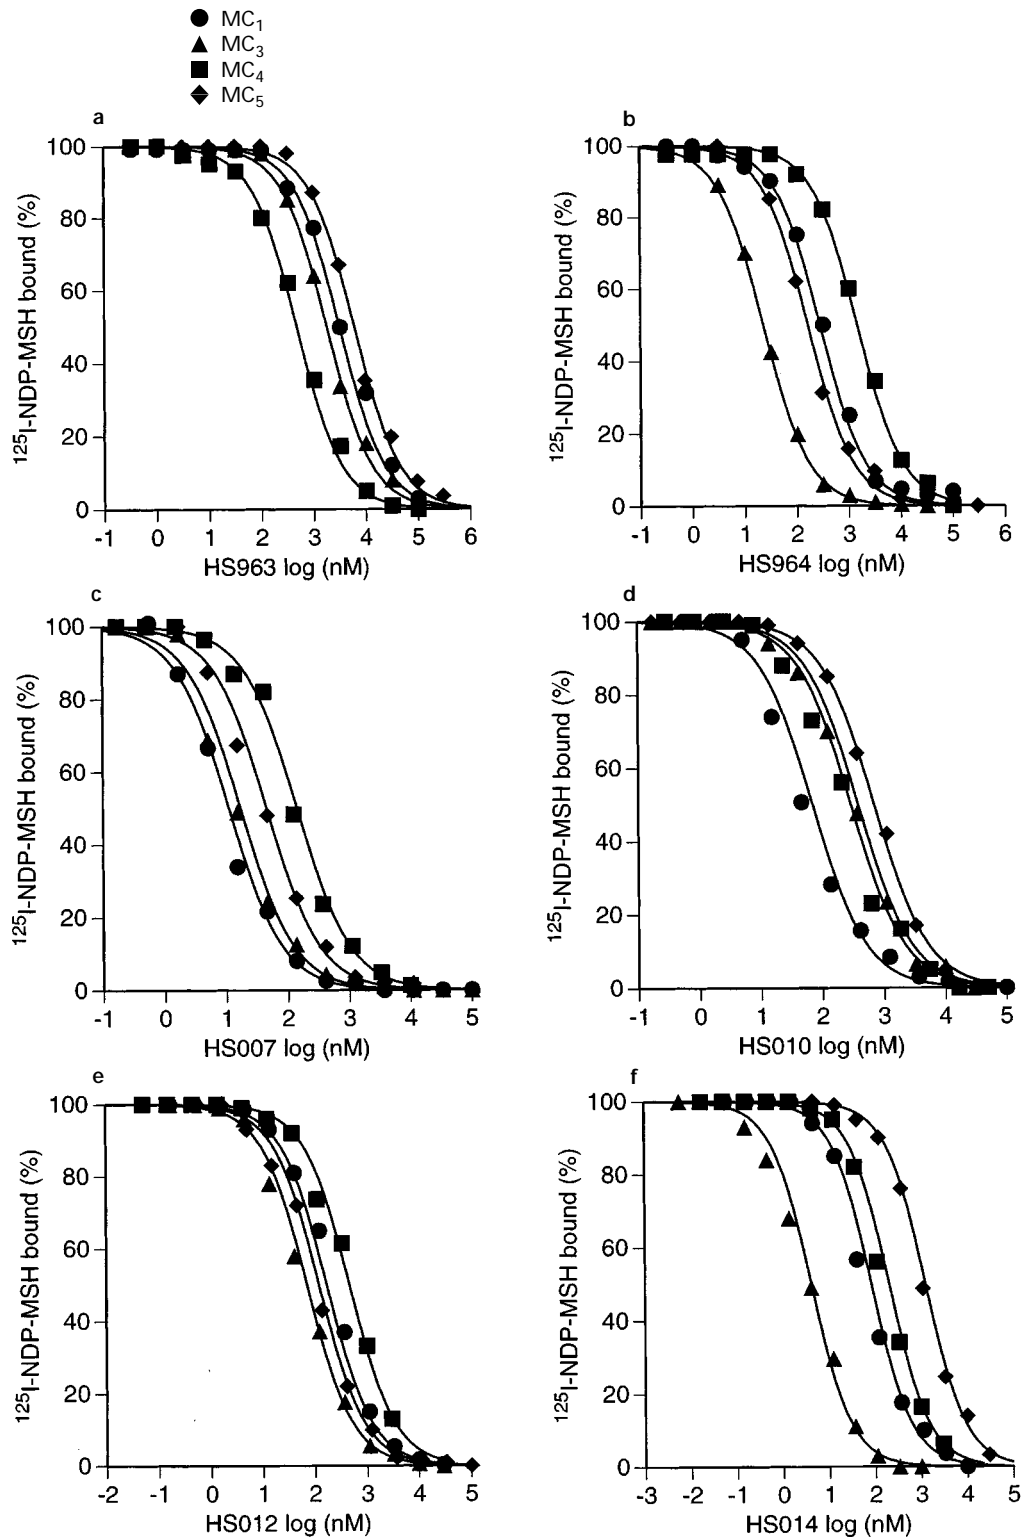 MC₁
MC₃
MC₄
MC₅
a
100
80
60
40
20
0
¹²⁵I-NDP-MSH bound (%)
-1 0 1 2 3 4 5 6
HS963 log (nM)
b
100
80
60
40
20
0
¹²⁵I-NDP-MSH bound (%)
-1 0 1 2 3 4 5 6
HS964 log (nM)
c
100
80
60
40
20
0
¹²⁵I-NDP-MSH bound (%)
-1 0 1 2 3 4 5
HS007 log (nM)
d
100
80
60
40
20
0
¹²⁵I-NDP-MSH bound (%)
-1 0 1 2 3 4 5
HS010 log (nM)
e
100
80
60
40
20
0
¹²⁵I-NDP-MSH bound (%)
-2 -1 0 1 2 3 4 5
HS012 log (nM)
f
100
80
60
40
20
0
¹²⁵I-NDP-MSH bound (%)
-3 -2 -1 0 1 2 3 4 5
HS014 log (nM)